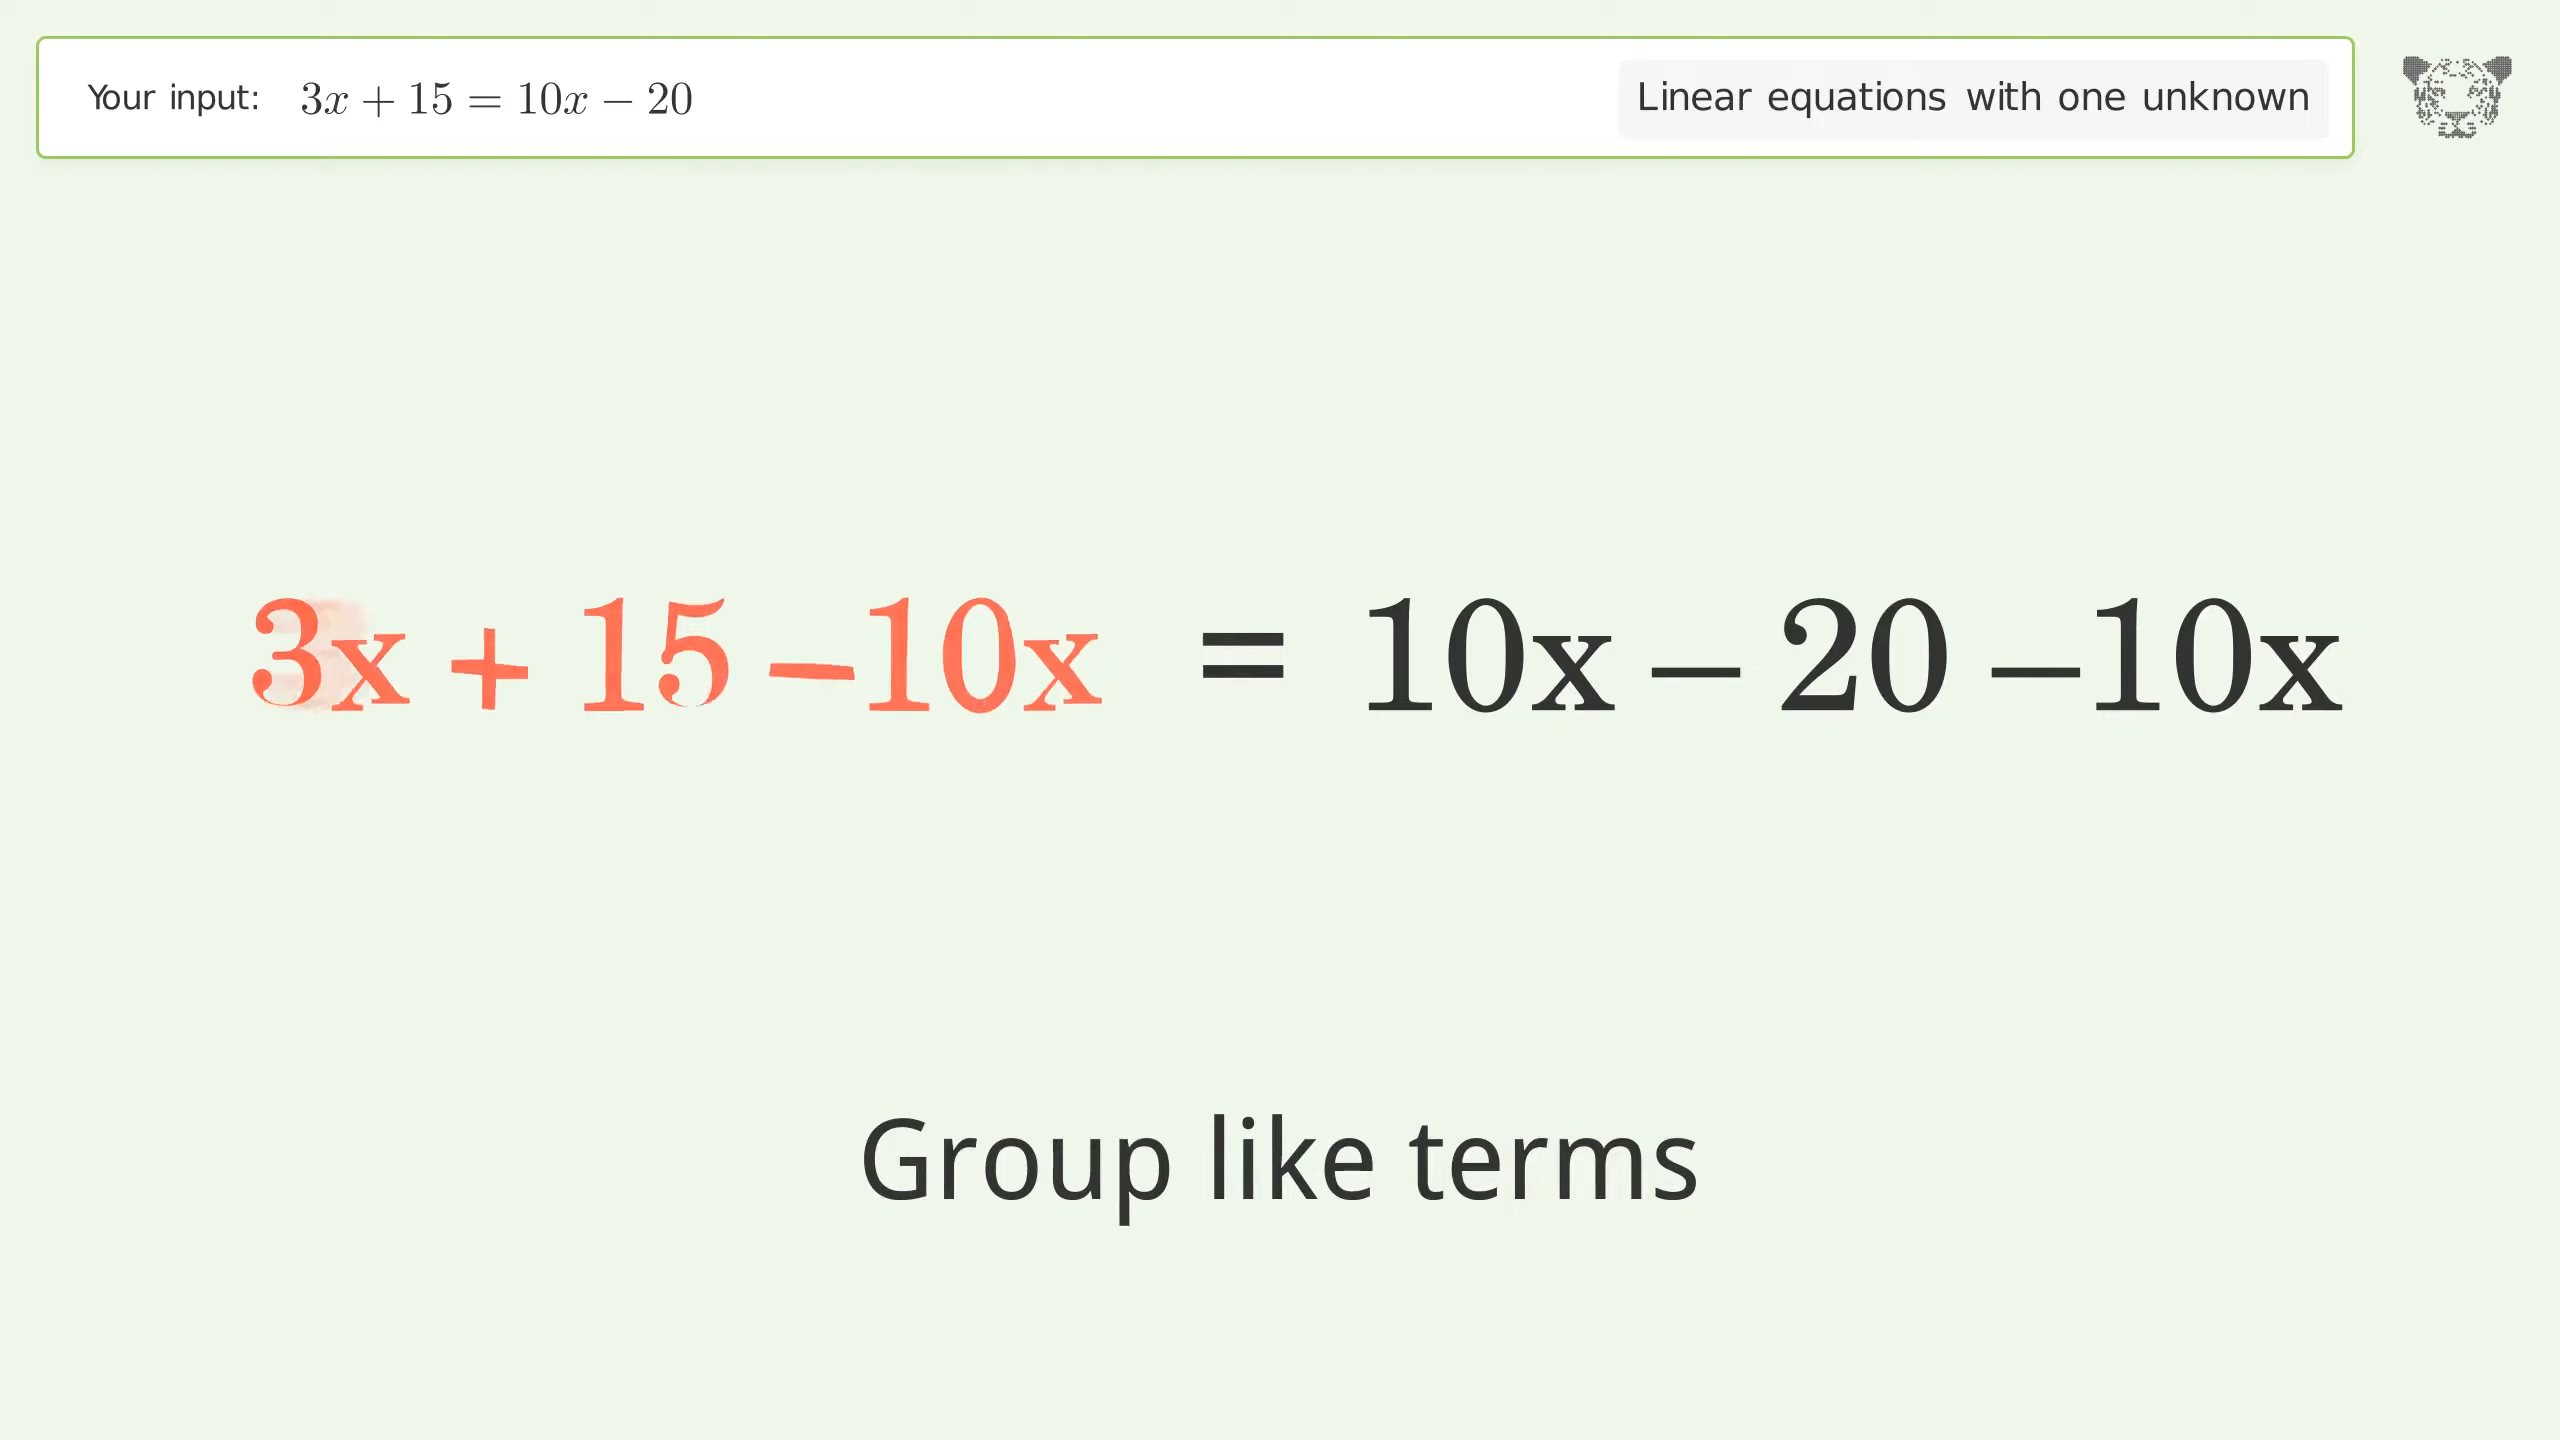 Your input: 3x + 15 = 10x − 20
Linear equations with one unknown
3x + 15 −10x = 10x − 20 −10x
Group like terms